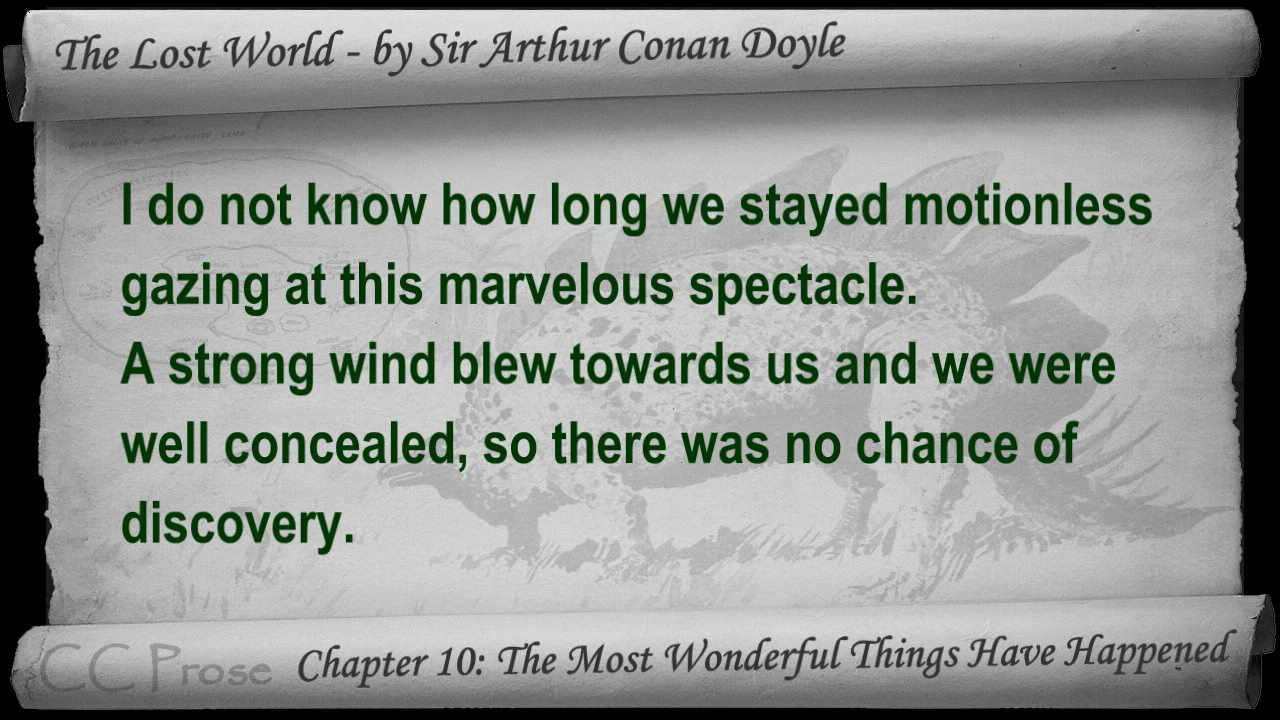 The Lost World - by Sir Arthur Conan Doyle
I do not know how long we stayed motionless
gazing at this marvelous spectacle.
A strong wind blew towards us and we were
well concealed, so there was no chance of
discovery.
CC Prose
Chapter 10: The Most Wonderful Things Have Happened